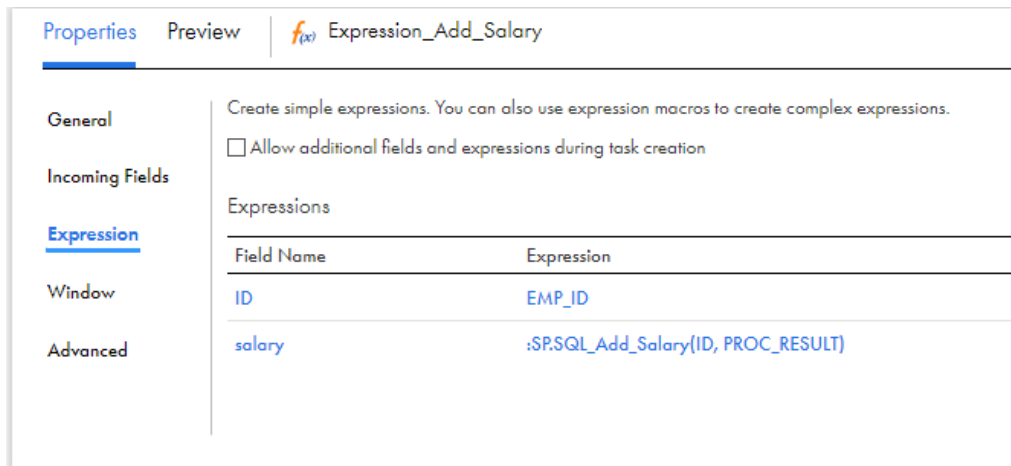 Properties Preview f(x) Expression_Add_Salary
General
Incoming Fields
Expression
Window
Advanced
Create simple expressions. You can also use expression macros to create complex expressions.
Allow additional fields and expressions during task creation
Expressions
Field Name Expression
ID EMP_ID
salary :SP.SQL_Add_Salary(ID, PROC_RESULT)